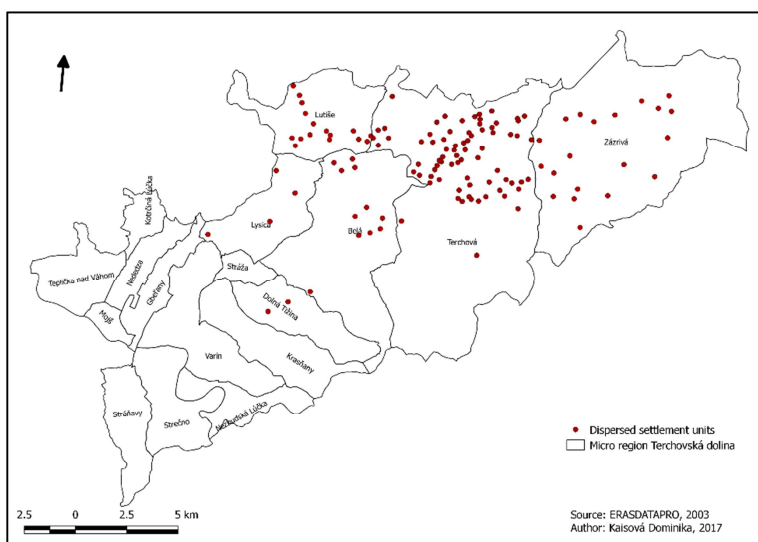 Lutiše
Zázrivá
Kotrčná Lúčka
Lysica
Belá
Terchová
Stráža
Teplička nad Váhom
Nededza
Gbeľany
Dolná Tižina
Mojš
Varín
Krasňany
Stráňavy
Strečno
Nezbudská Lúčka
Dispersed settlement units
Micro region Terchovská dolina
2.5 0 2.5 5 km
Source: ERASDATAPRO, 2003
Author: Kaisová Dominika, 2017